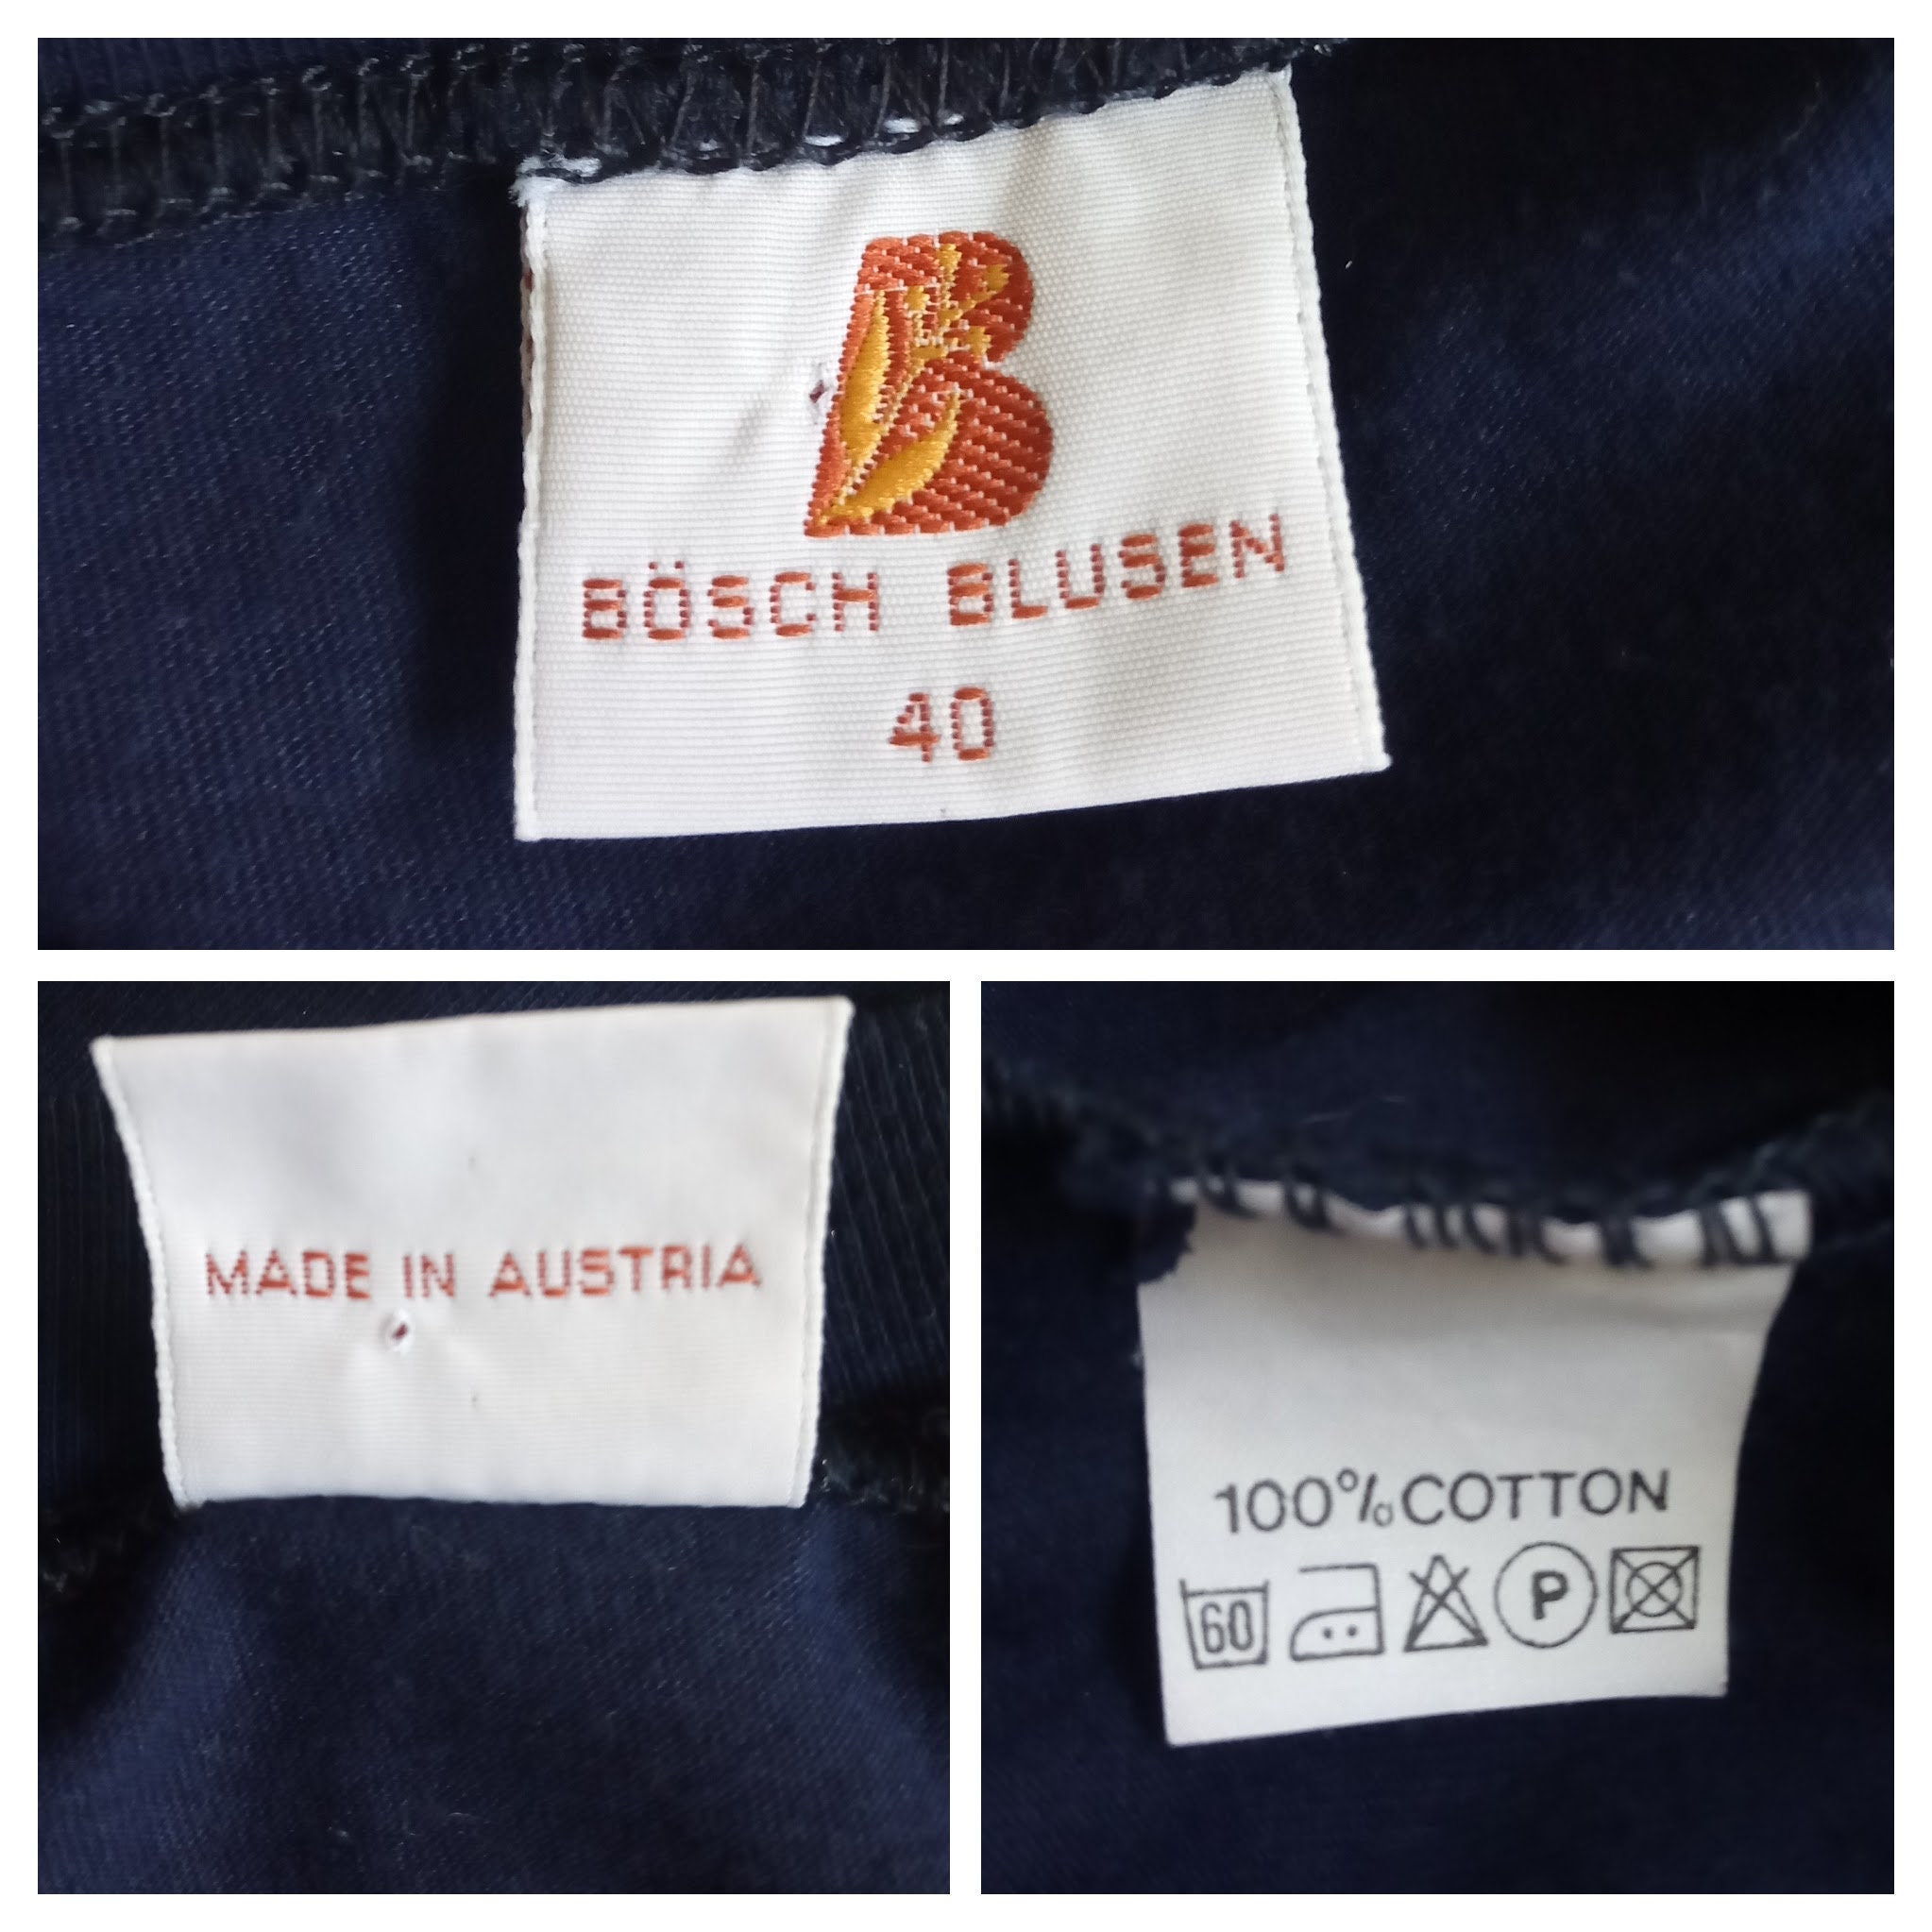 B
BÖSCH BLUSEN
40
MADE IN AUSTRIA
100% COTTON
60 P